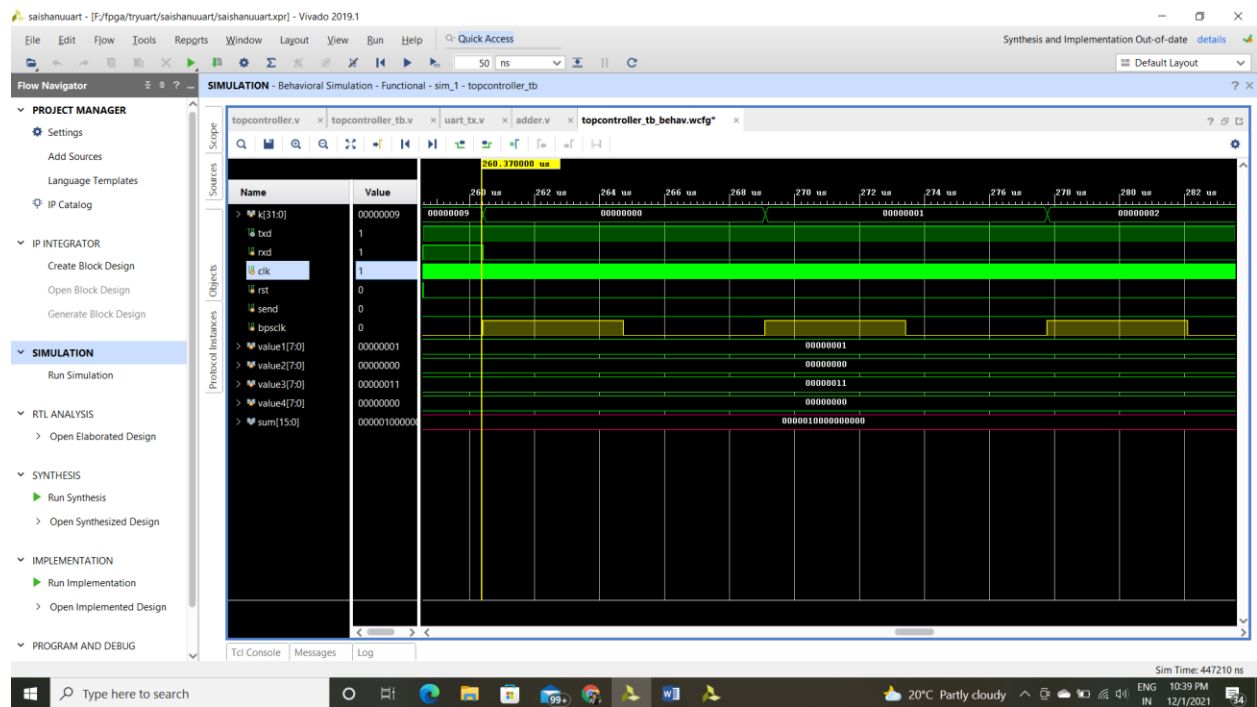 saishanuuart - [F:/fpga/tryuart/saishanuuart/saishanuuart.xpr] - Vivado 2019.1
File Edit Flow Tools Reports Window Layout View Run Help Quick Access
Synthesis and Implementation Out-of-date details
50 ns
Default Layout
Flow Navigator
SIMULATION - Behavioral Simulation - Functional - sim_1 - topcontroller_tb
PROJECT MANAGER
Settings
Add Sources
Language Templates
IP Catalog
IP INTEGRATOR
Create Block Design
Open Block Design
Generate Block Design
SIMULATION
Run Simulation
RTL ANALYSIS
Open Elaborated Design
SYNTHESIS
Run Synthesis
Open Synthesized Design
IMPLEMENTATION
Run Implementation
Open Implemented Design
PROGRAM AND DEBUG
Scope
Sources
Objects
Protocol Instances
topcontroller.v topcontroller_tb.v uart_tx.v adder.v topcontroller_tb_behav.wcfg*
260.370000 us
Name Value 260 us 262 us 264 us 266 us 268 us 270 us 272 us 274 us 276 us 278 us 280 us 282 us
k[31:0] 00000009 00000009 00000000 00000001 00000002
txd 1
rxd 1
clk 1
rst 0
send 0
bpsclk 0
value1[7:0] 00000001 00000001
value2[7:0] 00000000 00000000
value3[7:0] 00000011 00000011
value4[7:0] 00000000 00000000
sum[15:0] 000001000000 0000010000000000
Tcl Console Messages Log
Sim Time: 447210 ns
Type here to search
99+
20°C Partly cloudy
ENG
IN
10:39 PM
12/1/2021
34